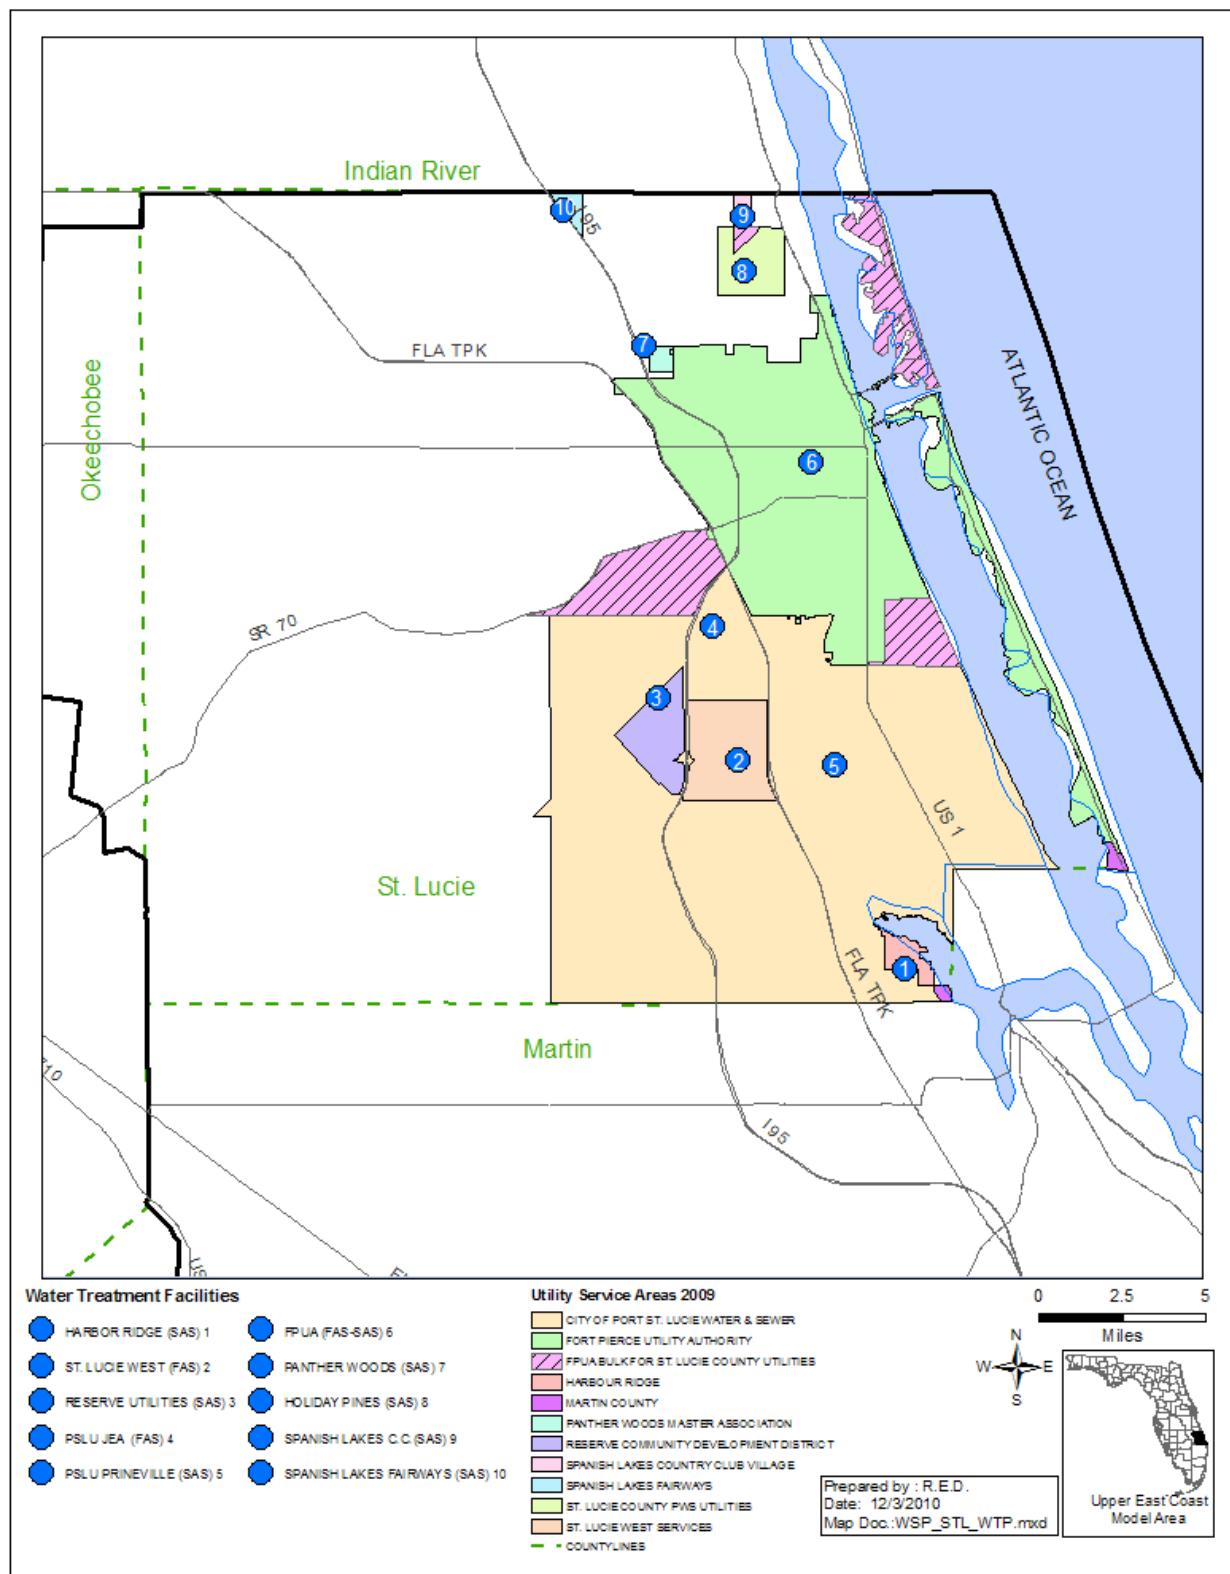 Indian River
10
I 95
9
8
7
FLA TPK
Okeechobee
ATLANTIC OCEAN
6
SR 70
4
3
2
5
US 1
St. Lucie
1
FLA TPK
Martin
710
I 95
US
Water Treatment Facilities
HARBOR RIDGE (SAS) 1
ST. LUCIE WEST (FAS) 2
RESERVE UTILITIES (SAS) 3
PSLU JEA (FAS) 4
PSLU PRINEVILLE (SAS) 5
FPUA (FAS-SAS) 6
PANTHER WOODS (SAS) 7
HOLIDAY PINES (SAS) 8
SPANISH LAKES C.C.(SAS) 9
SPANISH LAKES FAIRWAYS (SAS) 10
Utility Service Areas 2009
CITY OF PORT ST. LUCIE WATER & SEWER
FORT PIERCE UTILITY AUTHORITY
FPUA BULK FOR ST. LUCIE COUNTY UTILITIES
HARBOUR RIDGE
MARTIN COUNTY
PANTHER WOODS MASTER ASSOCIATION
RESERVE COMMUNITY DEVELOPMENT DISTRICT
SPANISH LAKES COUNTRY CLUB VILLAGE
SPANISH LAKES FAIRWAYS
ST. LUCIE COUNTY PWS UTILITIES
ST. LUCIE WEST SERVICES
COUNTYLINES
0 2.5 5
Miles
N
W E
S
Prepared by : R.E.D.
Date: 12/3/2010
Map Doc.:WSP_STL_WTP.mxd
Upper East Coast
Model Area